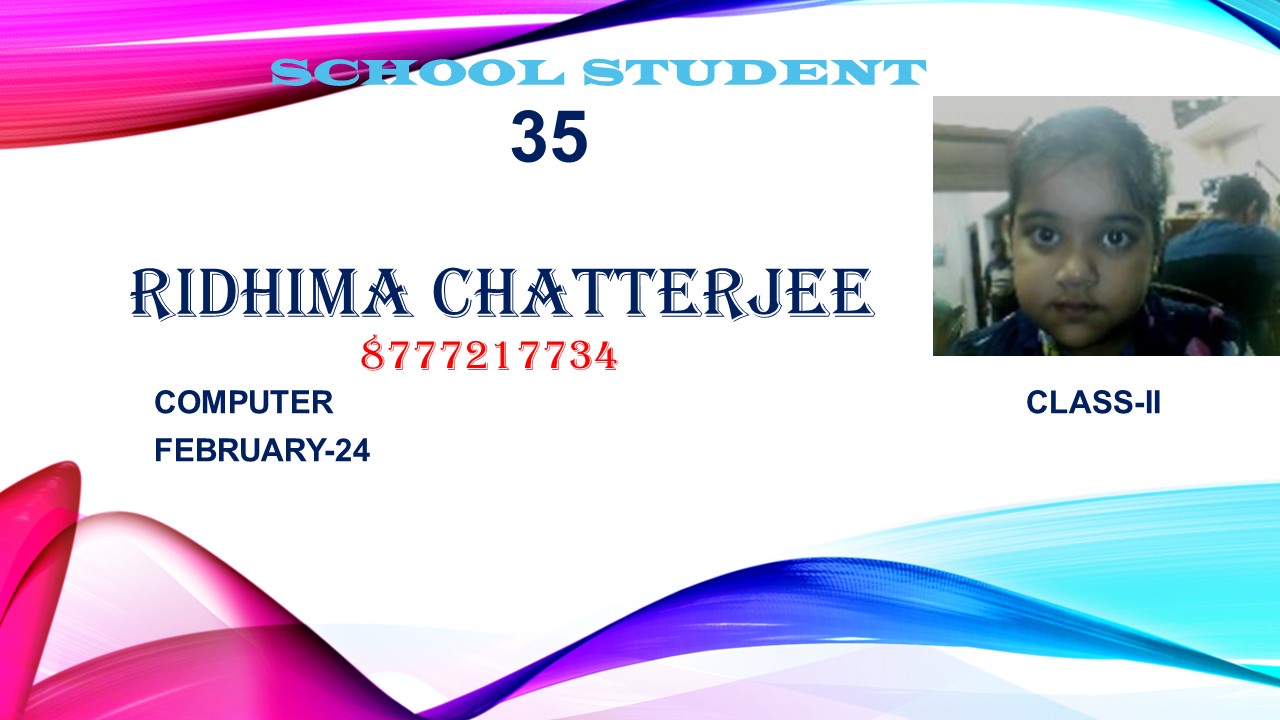 SCHOOL STUDENT
35
RIDHIMA CHATTERJEE
8777217734
COMPUTER CLASS-II
FEBRUARY-24